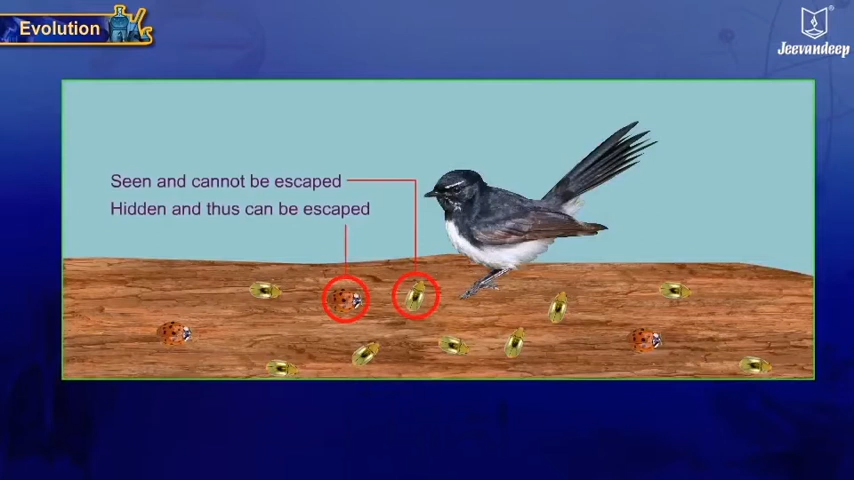 Evolution
Jeevandeep
Seen and cannot be escaped
Hidden and thus can be escaped